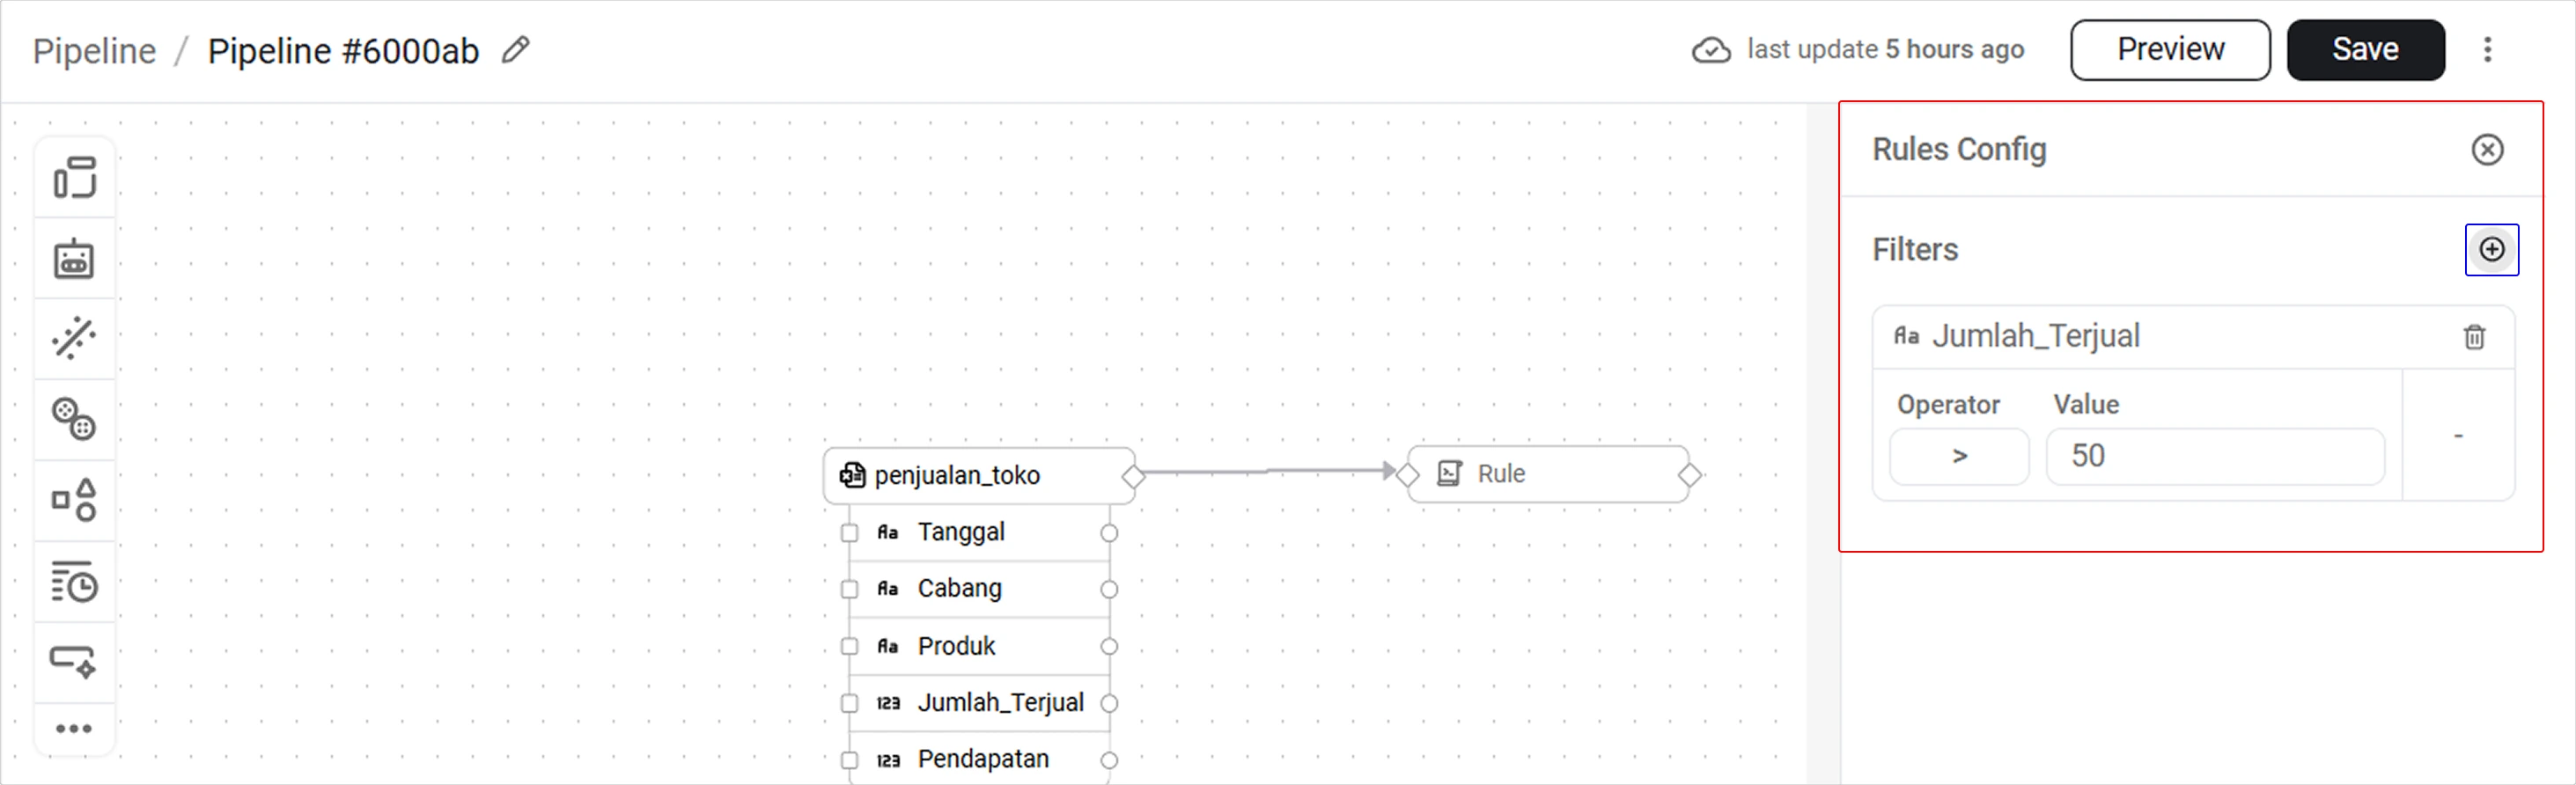 Pipeline / Pipeline #6000ab
last update 5 hours ago
Preview
Save
Rules Config
Filters
Aa Jumlah_Terjual
Operator Value
> 50
-
penjualan_toko
Aa Tanggal
Aa Cabang
Aa Produk
123 Jumlah_Terjual
123 Pendapatan
Rule